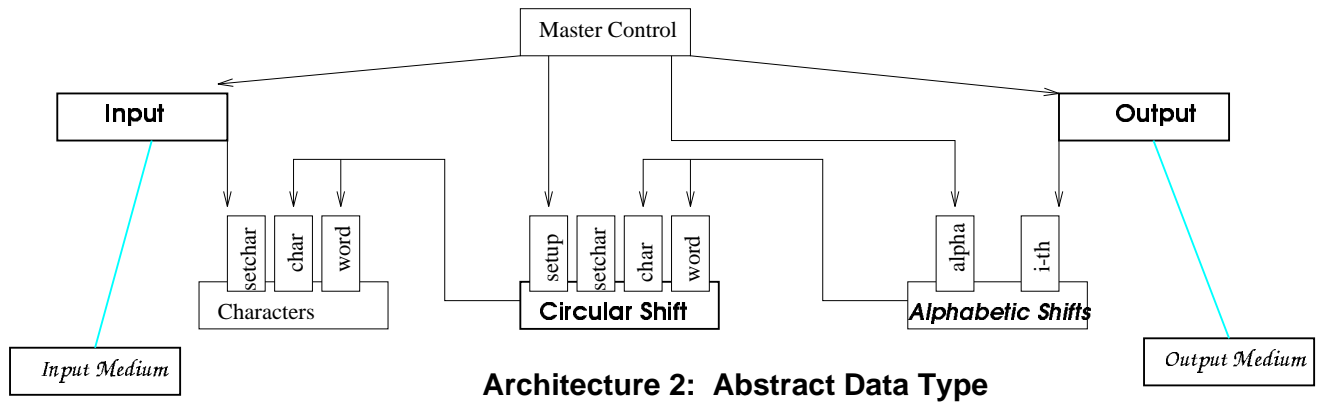 Master Control
Input
Output
setchar
char
word
setup
setchar
char
word
alpha
i-th
Characters
Circular Shift
Alphabetic Shifts
Input Medium
Output Medium
Architecture 2: Abstract Data Type